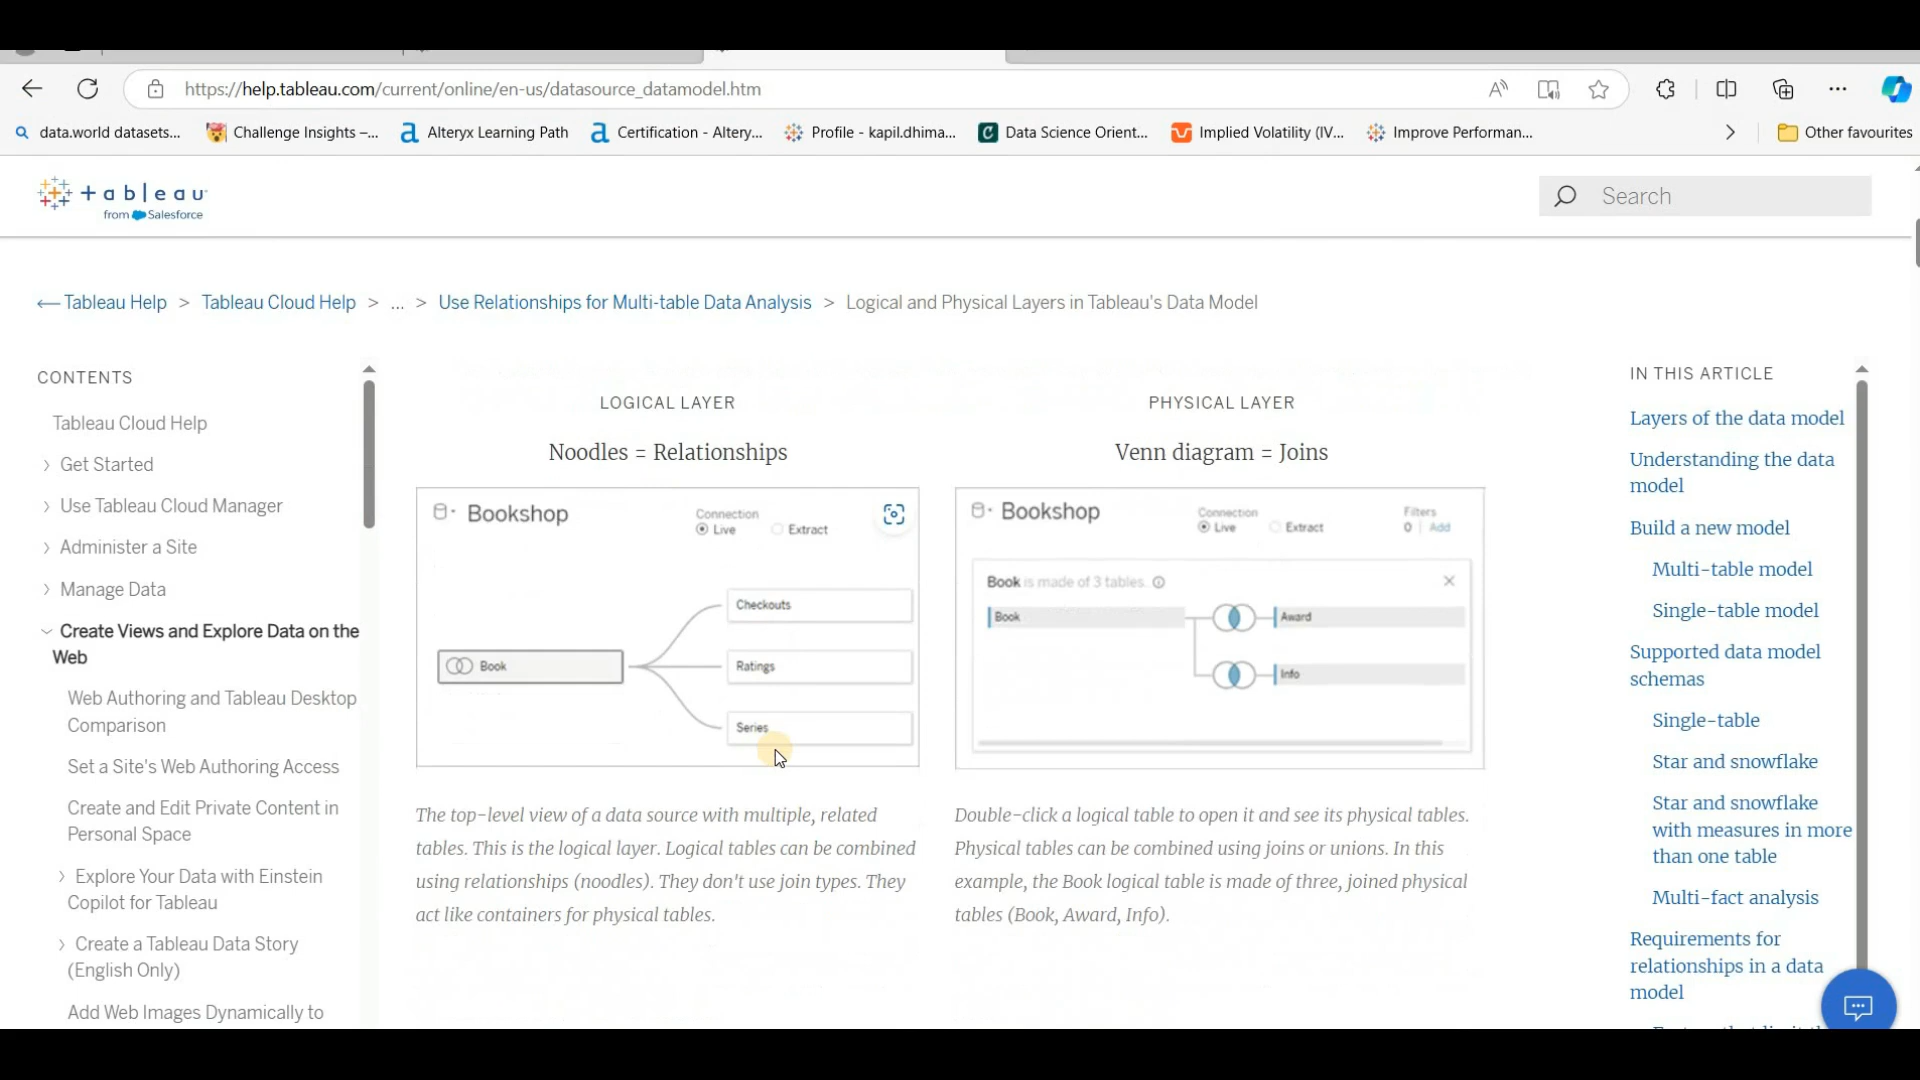 https://help.tableau.com/current/online/en-us/datasource_datamodel.htm
data.world datasets...
Challenge Insights –...
Alteryx Learning Path
Certification - Altery...
Profile - kapil.dhima...
Data Science Orient...
Implied Volatility (IV...
Improve Performan...
Other favourites
+ a b l e a u
from Salesforce
Search
Tableau Help > Tableau Cloud Help > ... > Use Relationships for Multi-table Data Analysis > Logical and Physical Layers in Tableau's Data Model
CONTENTS
Tableau Cloud Help
Get Started
Use Tableau Cloud Manager
Administer a Site
Manage Data
Create Views and Explore Data on the
Web
Web Authoring and Tableau Desktop
Comparison
Set a Site's Web Authoring Access
Create and Edit Private Content in
Personal Space
Explore Your Data with Einstein
Copilot for Tableau
Create a Tableau Data Story
(English Only)
Add Web Images Dynamically to
LOGICAL LAYER
Noodles = Relationships
Bookshop
Connection
Live Extract
Book
Checkouts
Ratings
Series
The top-level view of a data source with multiple, related
tables. This is the logical layer. Logical tables can be combined
using relationships (noodles). They don't use join types. They
act like containers for physical tables.
PHYSICAL LAYER
Venn diagram = Joins
Bookshop
Connection
Live Extract
Filters
0 | Add
Book is made of 3 tables.
Book
Award
Info
Double-click a logical table to open it and see its physical tables.
Physical tables can be combined using joins or unions. In this
example, the Book logical table is made of three, joined physical
tables (Book, Award, Info).
IN THIS ARTICLE
Layers of the data model
Understanding the data
model
Build a new model
Multi-table model
Single-table model
Supported data model
schemas
Single-table
Star and snowflake
Star and snowflake
with measures in more
than one table
Multi-fact analysis
Requirements for
relationships in a data
model